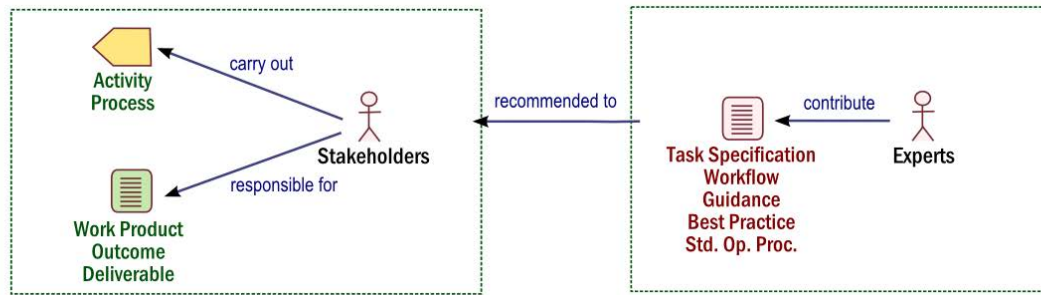 carry out
Activity
Process
Stakeholders
responsible for
Work Product
Outcome
Deliverable
recommended to
contribute
Task Specification
Workflow
Guidance
Best Practice
Std. Op. Proc.
Experts